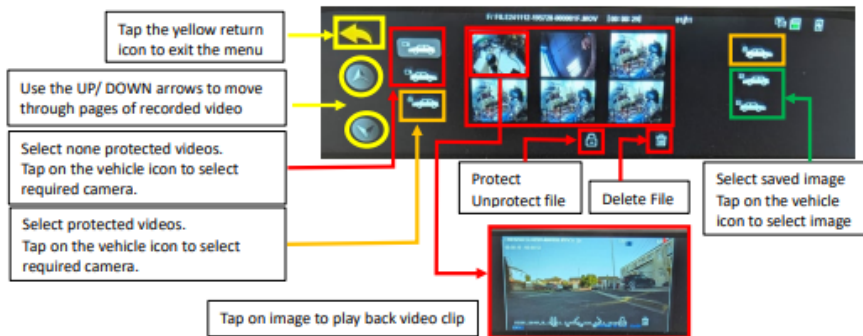 Tap the yellow return
icon to exit the menu
Use the UP/ DOWN arrows to move
through pages of recorded video
Select none protected videos.
Tap on the vehicle icon to select
required camera.
Select protected videos.
Tap on the vehicle icon to select
required camera.
Protect
Unprotect file
Delete File
Select saved image
Tap on the vehicle
icon to select image
Tap on image to play back video clip